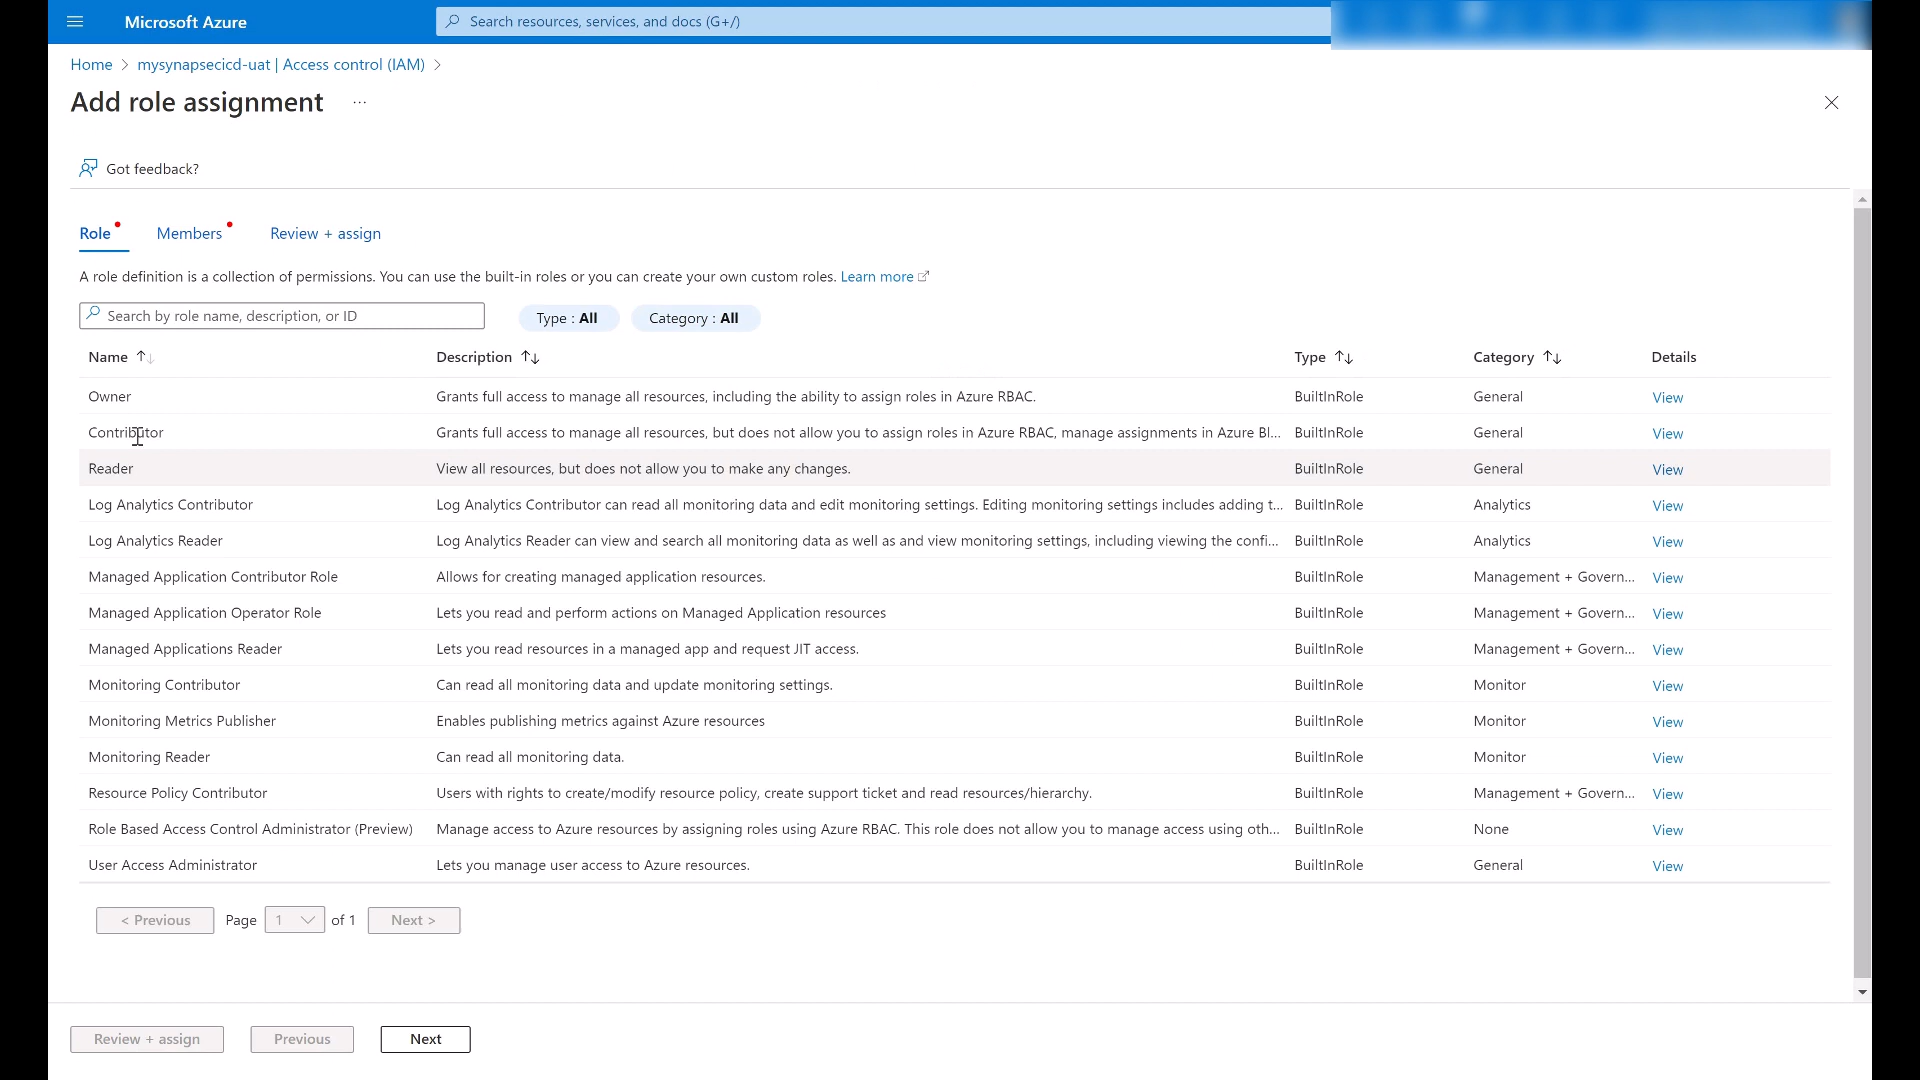 Microsoft Azure
Search resources, services, and docs (G+/)
Home > mysynapsecicd-uat | Access control (IAM) >
Add role assignment ...
Got feedback?
Role Members Review + assign
A role definition is a collection of permissions. You can use the built-in roles or you can create your own custom roles. Learn more
Search by role name, description, or ID Type : All Category : All
Name Description Type Category Details
Owner Grants full access to manage all resources, including the ability to assign roles in Azure RBAC. BuiltInRole General View
Contributor Grants full access to manage all resources, but does not allow you to assign roles in Azure RBAC, manage assignments in Azure Bl... BuiltInRole General View
Reader View all resources, but does not allow you to make any changes. BuiltInRole General View
Log Analytics Contributor Log Analytics Contributor can read all monitoring data and edit monitoring settings. Editing monitoring settings includes adding t... BuiltInRole Analytics View
Log Analytics Reader Log Analytics Reader can view and search all monitoring data as well as and view monitoring settings, including viewing the confi... BuiltInRole Analytics View
Managed Application Contributor Role Allows for creating managed application resources. BuiltInRole Management + Govern... View
Managed Application Operator Role Lets you read and perform actions on Managed Application resources BuiltInRole Management + Govern... View
Managed Applications Reader Lets you read resources in a managed app and request JIT access. BuiltInRole Management + Govern... View
Monitoring Contributor Can read all monitoring data and update monitoring settings. BuiltInRole Monitor View
Monitoring Metrics Publisher Enables publishing metrics against Azure resources BuiltInRole Monitor View
Monitoring Reader Can read all monitoring data. BuiltInRole Monitor View
Resource Policy Contributor Users with rights to create/modify resource policy, create support ticket and read resources/hierarchy. BuiltInRole Management + Govern... View
Role Based Access Control Administrator (Preview) Manage access to Azure resources by assigning roles using Azure RBAC. This role does not allow you to manage access using oth... BuiltInRole None View
User Access Administrator Lets you manage user access to Azure resources. BuiltInRole General View
< Previous Page 1 of 1 Next >
Review + assign Previous Next